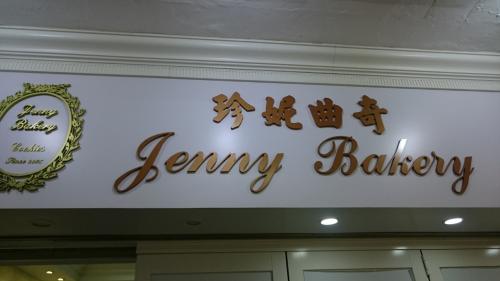 Jenny
Bakery
Cookies
Since 2005
珍妮曲奇
Jenny Bakery